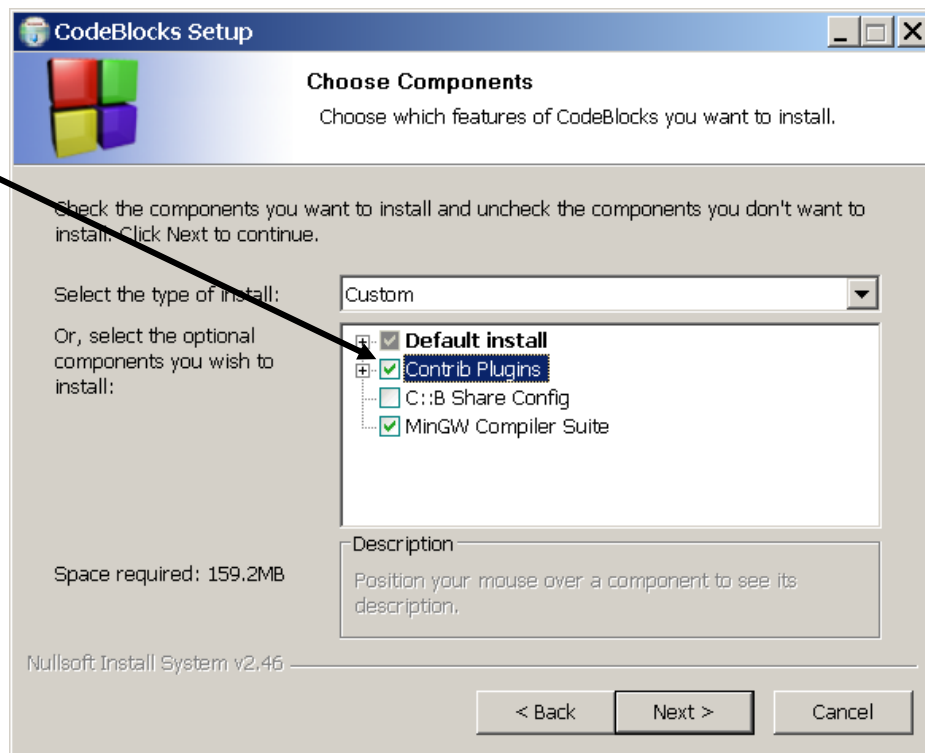 CodeBlocks Setup
Choose Components
Choose which features of CodeBlocks you want to install.
Check the components you want to install and uncheck the components you don't want to
install. Click Next to continue.
Select the type of install:
Custom
Or, select the optional
components you wish to
install:
Default install
Contrib Plugins
C::B Share Config
MinGW Compiler Suite
Space required: 159.2MB
Description
Position your mouse over a component to see its
description.
Nullsoft Install System v2.46
< Back
Next >
Cancel